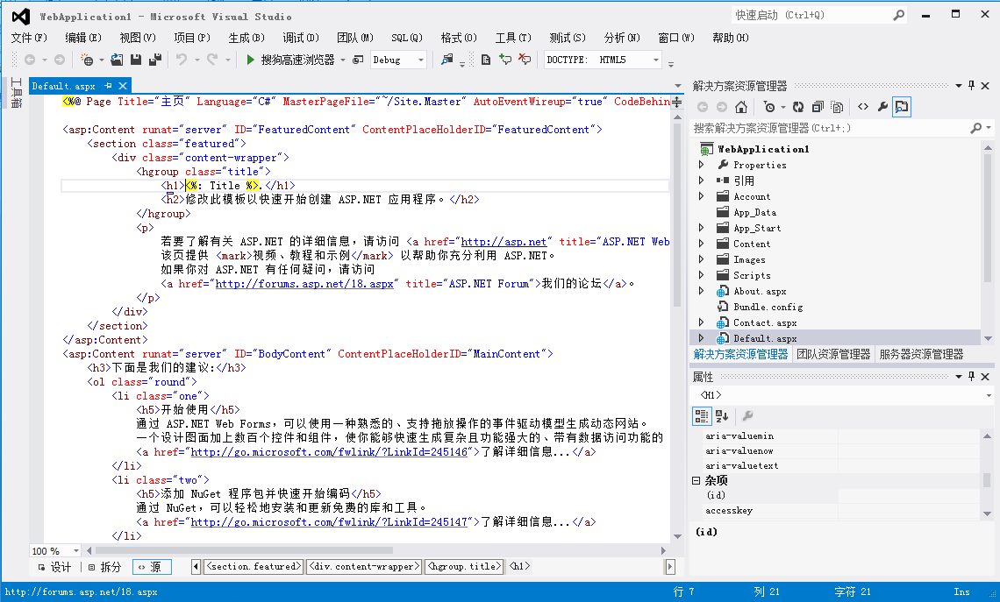 WebApplication1 - Microsoft Visual Studio
快速启动 (Ctrl+Q)
文件(F) 编辑(E) 视图(V) 项目(P) 生成(B) 调试(D) 团队(M) SQL(Q) 格式(O) 工具(T) 测试(S) 分析(N) 窗口(W) 帮助(H)
搜狗高速浏览器 Debug DOCTYPE: HTML5
工具箱
Default.aspx
<%@ Page Title="主页" Language="C#" MasterPageFile="~/Site.Master" AutoEventWireup="true" CodeBehin
<asp:Content runat="server" ID="FeaturedContent" ContentPlaceHolderID="FeaturedContent">
<section class="featured">
<div class="content-wrapper">
<hgroup class="title">
<h1><%: Title %>.</h1>
<h2>修改此模板以快速开始创建 ASP.NET 应用程序。</h2>
</hgroup>
<p>
若要了解有关 ASP.NET 的详细信息，请访问 <a href="http://asp.net" title="ASP.NET Web
该页提供 <mark>视频、教程和示例</mark> 以帮助你充分利用 ASP.NET。
如果你对 ASP.NET 有任何疑问，请访问
<a href="http://forums.asp.net/18.aspx" title="ASP.NET Forum">我们的论坛</a>。
</p>
</div>
</section>
</asp:Content>
<asp:Content runat="server" ID="BodyContent" ContentPlaceHolderID="MainContent">
<h3>下面是我们的建议:</h3>
<ol class="round">
<li class="one">
<h5>开始使用</h5>
通过 ASP.NET Web Forms，可以使用一种熟悉的、支持拖放操作的事件驱动模型生成动态网站。
一个设计图面加上数百个控件和组件，使你能够快速生成复杂且功能强大的、带有数据访问功能的
<a href="http://go.microsoft.com/fwlink/?LinkId=245146">了解详细信息...</a>
</li>
<li class="two">
<h5>添加 NuGet 程序包并快速开始编码</h5>
通过 NuGet，可以轻松地安装和更新免费的库和工具。
<a href="http://go.microsoft.com/fwlink/?LinkId=245147">了解详细信息...</a>
</li>
100 %
设计 拆分 源 <section.featured> <div.content-wrapper> <hgroup.title> <h1>
解决方案资源管理器
搜索解决方案资源管理器(Ctrl+;)
WebApplication1
Properties
引用
Account
App_Data
App_Start
Content
Images
Scripts
About.aspx
Bundle.config
Contact.aspx
Default.aspx
解决方案资源管理器 团队资源管理器 服务器资源管理器
属性
<H1>
aria-valuemin
aria-valuenow
aria-valuetext
杂项
(id)
accesskey
(id)
http://forums.asp.net/18.aspx 行 7 列 21 字符 21 Ins